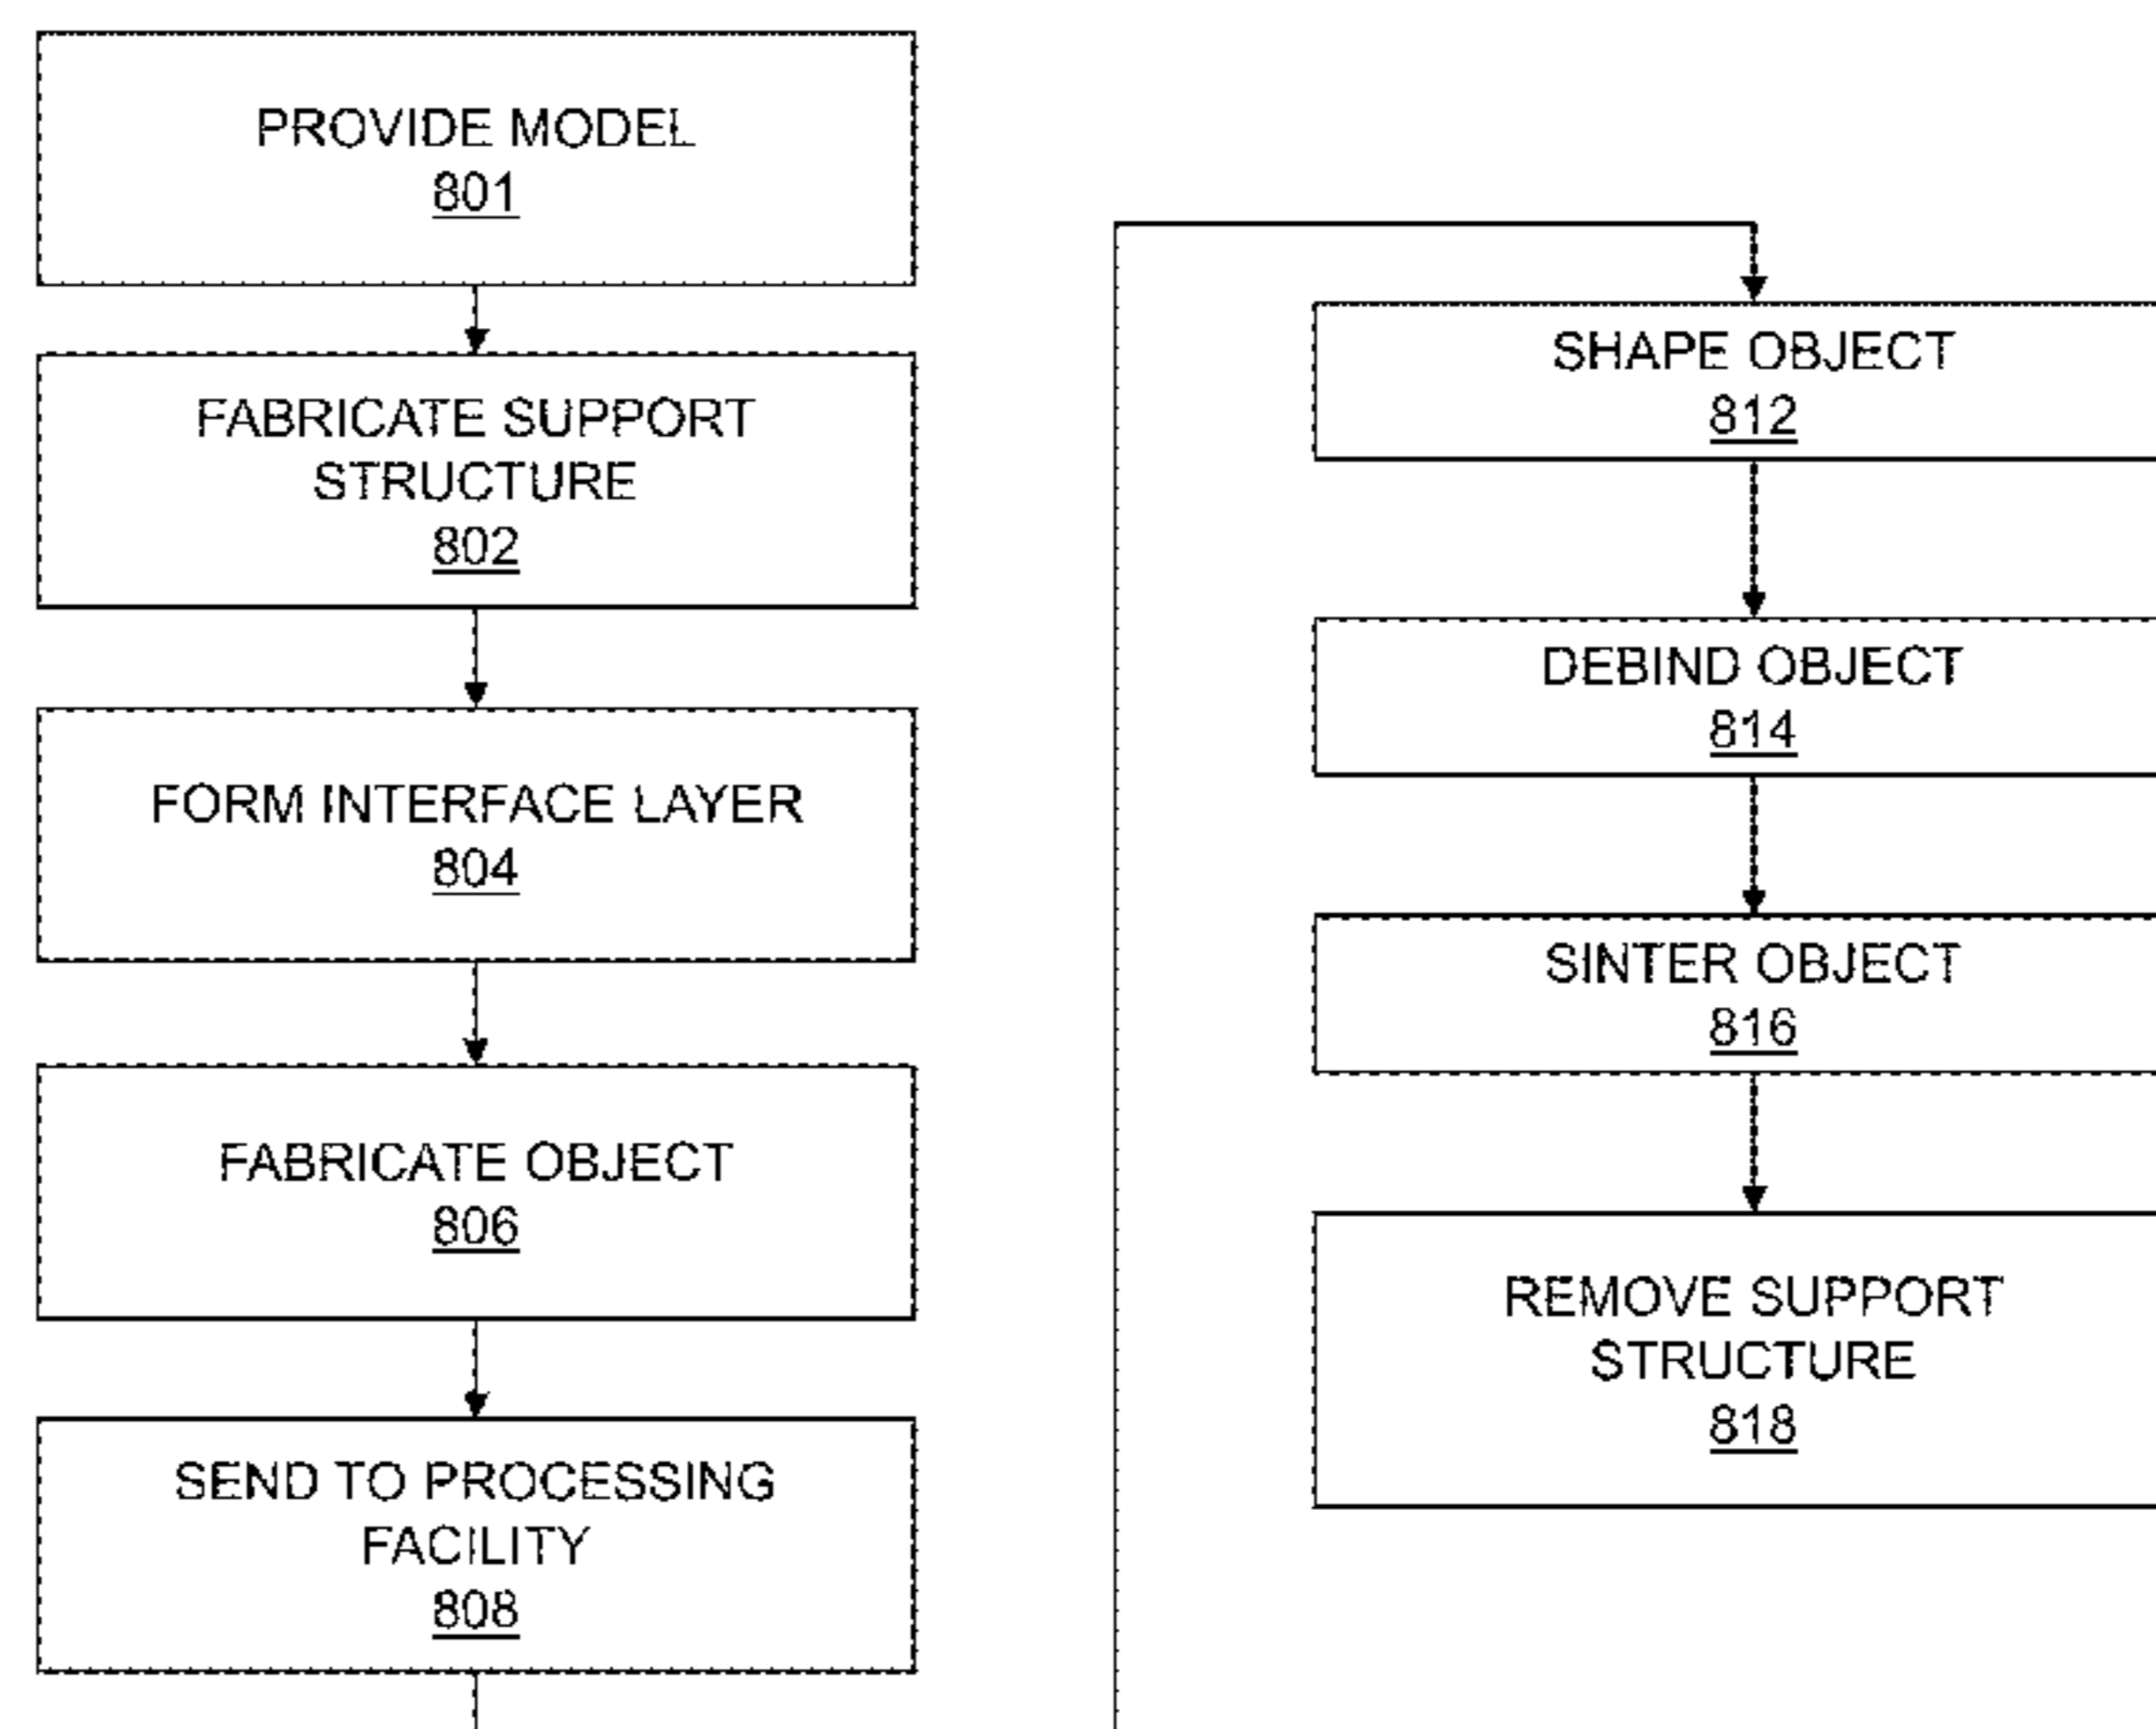 PROVIDE MODEL
801
FABRICATE SUPPORT
STRUCTURE
802
FORM INTERFACE LAYER
804
FABRICATE OBJECT
806
SEND TO PROCESSING
FACILITY
808
SHAPE OBJECT
812
DEBIND OBJECT
814
SINTER OBJECT
816
REMOVE SUPPORT
STRUCTURE
818